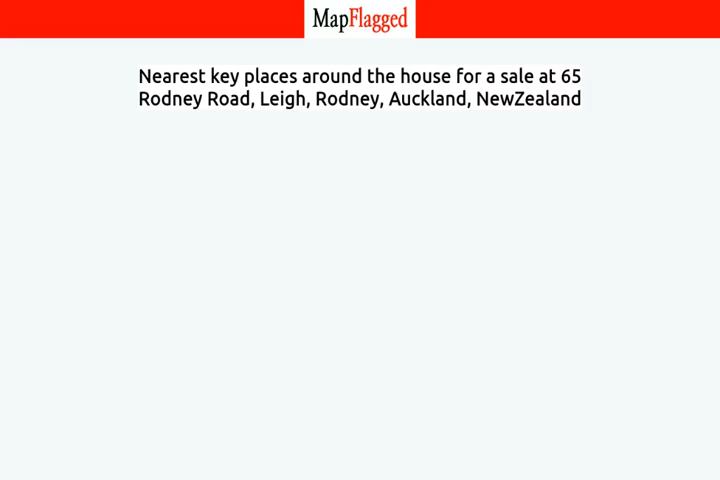 MapFlagged
Nearest key places around the house for a sale at 65
Rodney Road, Leigh, Rodney, Auckland, NewZealand